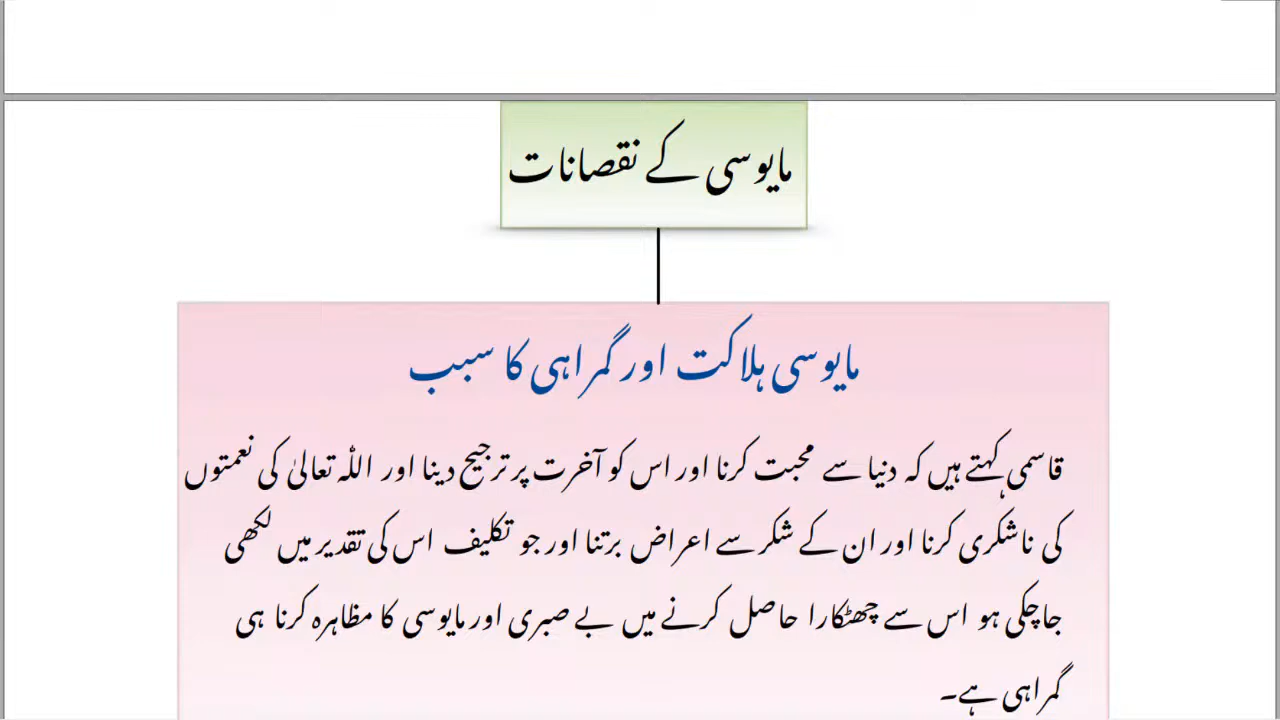 مایوسی کے نقصانات
مایوسی ہلاکت اور گمراہی کا سبب
قاسمی کہتے ہیں کہ دنیا سے محبت کرنا اور اس کو آخرت پر ترجیح دینا اور اللہ تعالیٰ کی نعمتوں
کی ناشکری کرنا اور ان کے شکر سے اعراض برتنا اور جو تکلیف اس کی تقدیر میں لکھی
جاچکی ہو اس سے چھٹکارا حاصل کرنے میں بے صبری اور مایوسی کا مظاہرہ کرنا ہی
گمراہی ہے۔